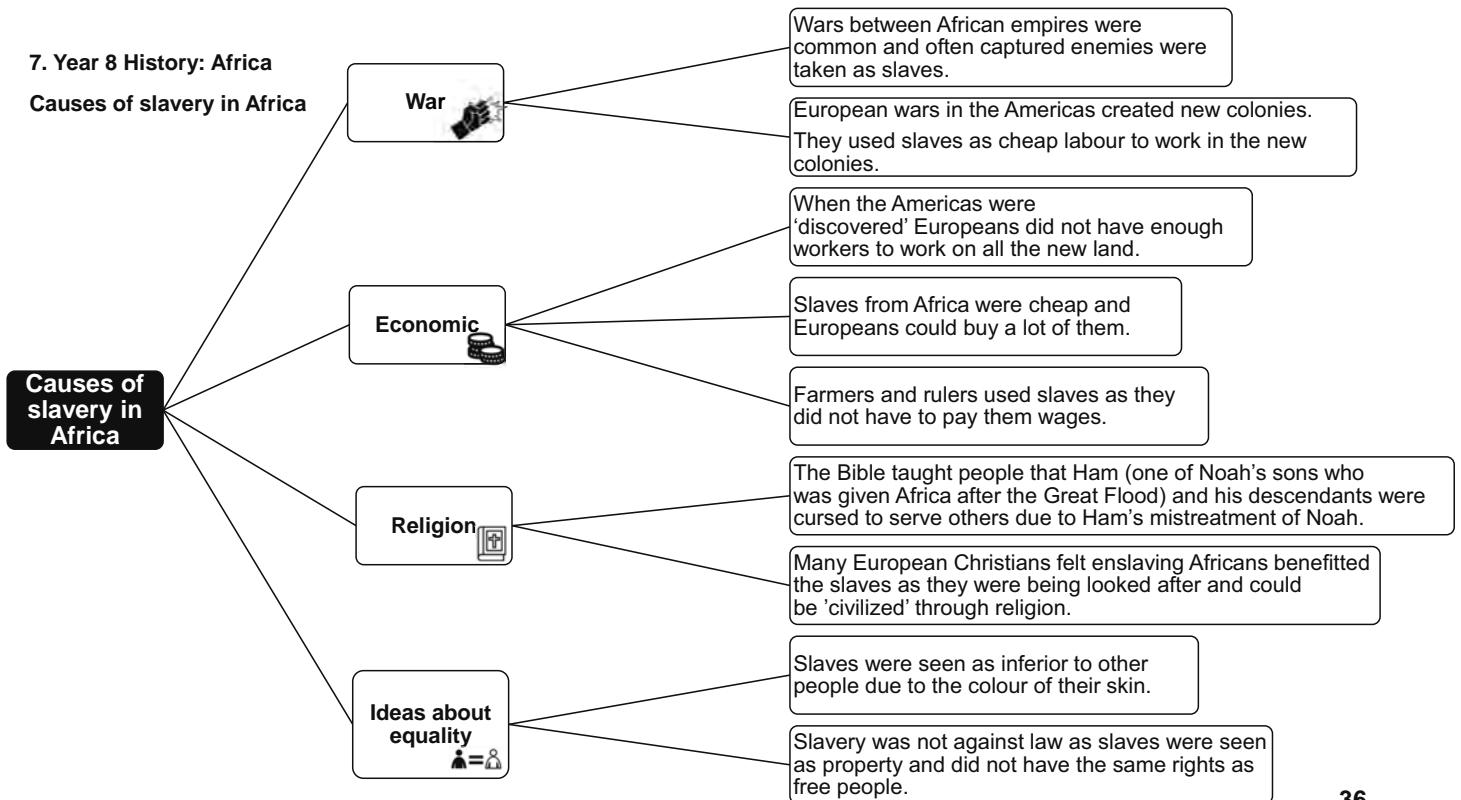 7. Year 8 History: Africa
Causes of slavery in Africa
Causes of
slavery in
Africa
War
Wars between African empires were
common and often captured enemies were
taken as slaves.
European wars in the Americas created new colonies.
They used slaves as cheap labour to work in the new
colonies.
Economic
When the Americas were
‘discovered’ Europeans did not have enough
workers to work on all the new land.
Slaves from Africa were cheap and
Europeans could buy a lot of them.
Farmers and rulers used slaves as they
did not have to pay them wages.
Religion
The Bible taught people that Ham (one of Noah’s sons who
was given Africa after the Great Flood) and his descendants were
cursed to serve others due to Ham’s mistreatment of Noah.
Many European Christians felt enslaving Africans benefitted
the slaves as they were being looked after and could
be ’civilized’ through religion.
Ideas about
equality
=
Slaves were seen as inferior to other
people due to the colour of their skin.
Slavery was not against law as slaves were seen
as property and did not have the same rights as
free people.
36